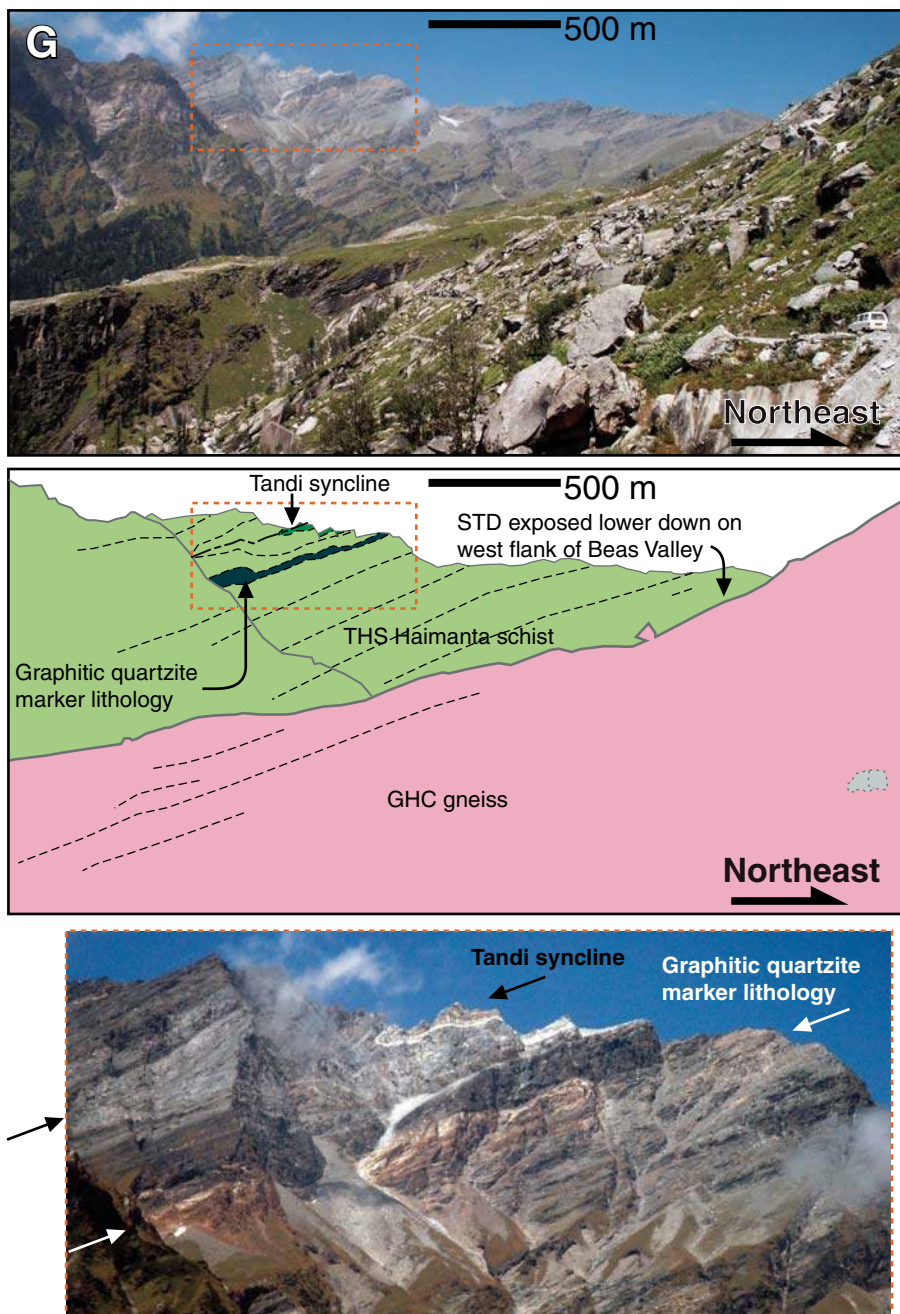 G
500 m
Northeast
Tandi syncline
500 m
STD exposed lower down on
west flank of Beas Valley
THS Haimanta schist
Graphitic quartzite
marker lithology
GHC gneiss
Northeast
Tandi syncline
Graphitic quartzite
marker lithology